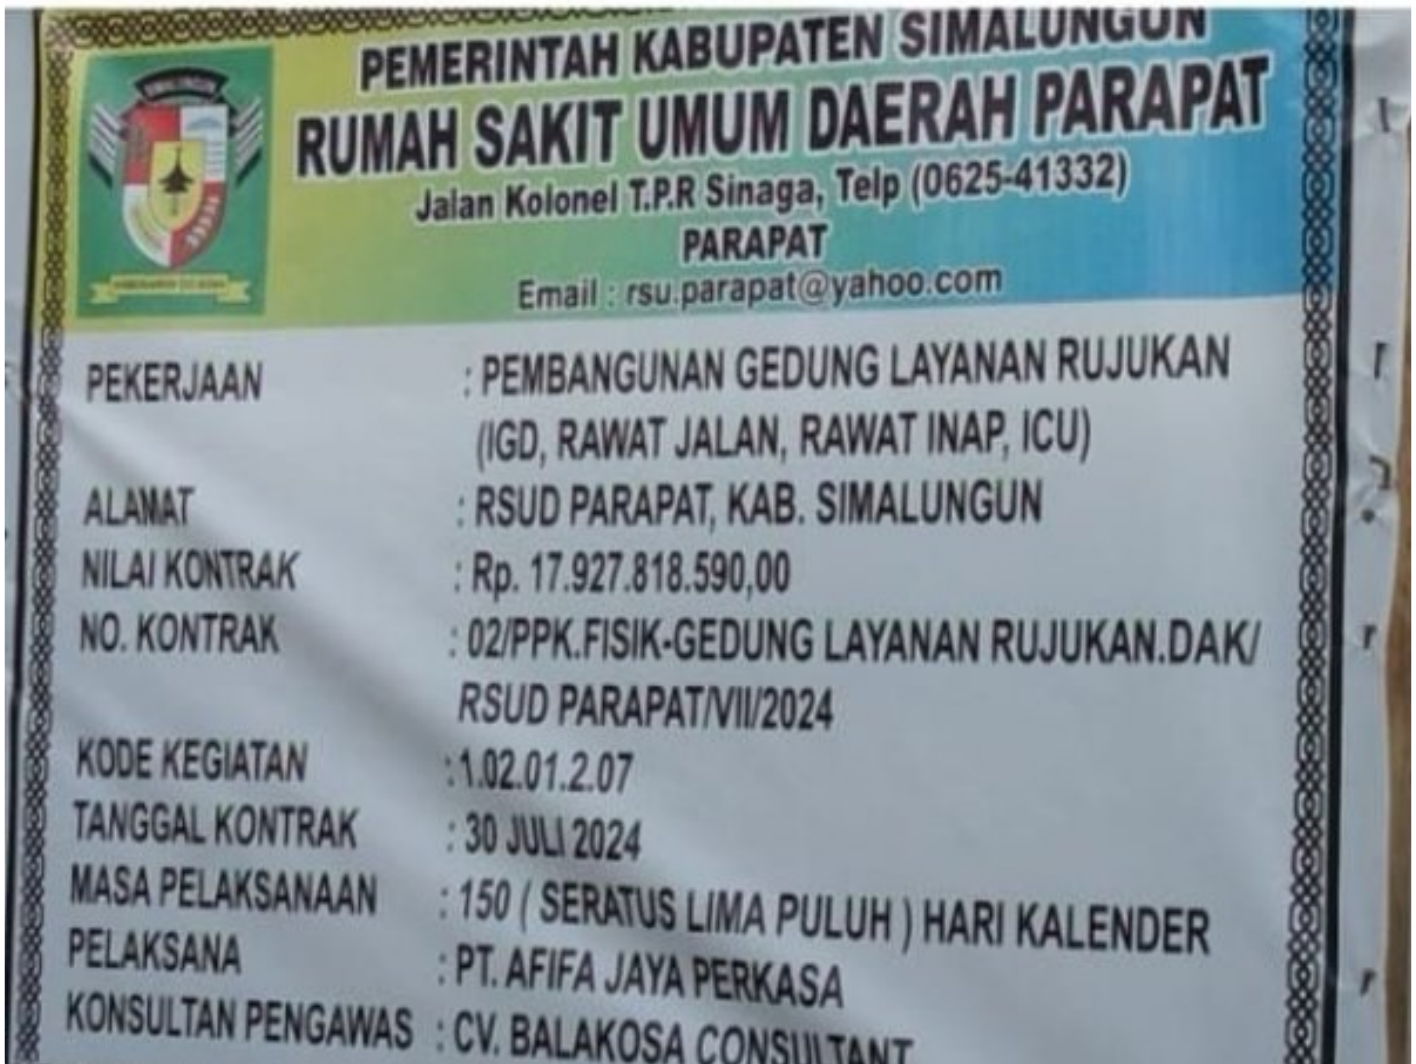 PEMERINTAH KABUPATEN SIMALUNGUN
RUMAH SAKIT UMUM DAERAH PARAPAT
Jalan Kolonel T.P.R Sinaga, Telp (0625-41332)
PARAPAT
Email : rsu.parapat@yahoo.com
PEKERJAAN : PEMBANGUNAN GEDUNG LAYANAN RUJUKAN
(IGD, RAWAT JALAN, RAWAT INAP, ICU)
ALAMAT : RSUD PARAPAT, KAB. SIMALUNGUN
NILAI KONTRAK : Rp. 17.927.818.590,00
NO. KONTRAK : 02/PPK.FISIK-GEDUNG LAYANAN RUJUKAN.DAK/
RSUD PARAPAT/VII/2024
KODE KEGIATAN : 1.02.01.2.07
TANGGAL KONTRAK : 30 JULI 2024
MASA PELAKSANAAN : 150 ( SERATUS LIMA PULUH ) HARI KALENDER
PELAKSANA : PT. AFIFA JAYA PERKASA
KONSULTAN PENGAWAS : CV. BALAKOSA CONSULTANT